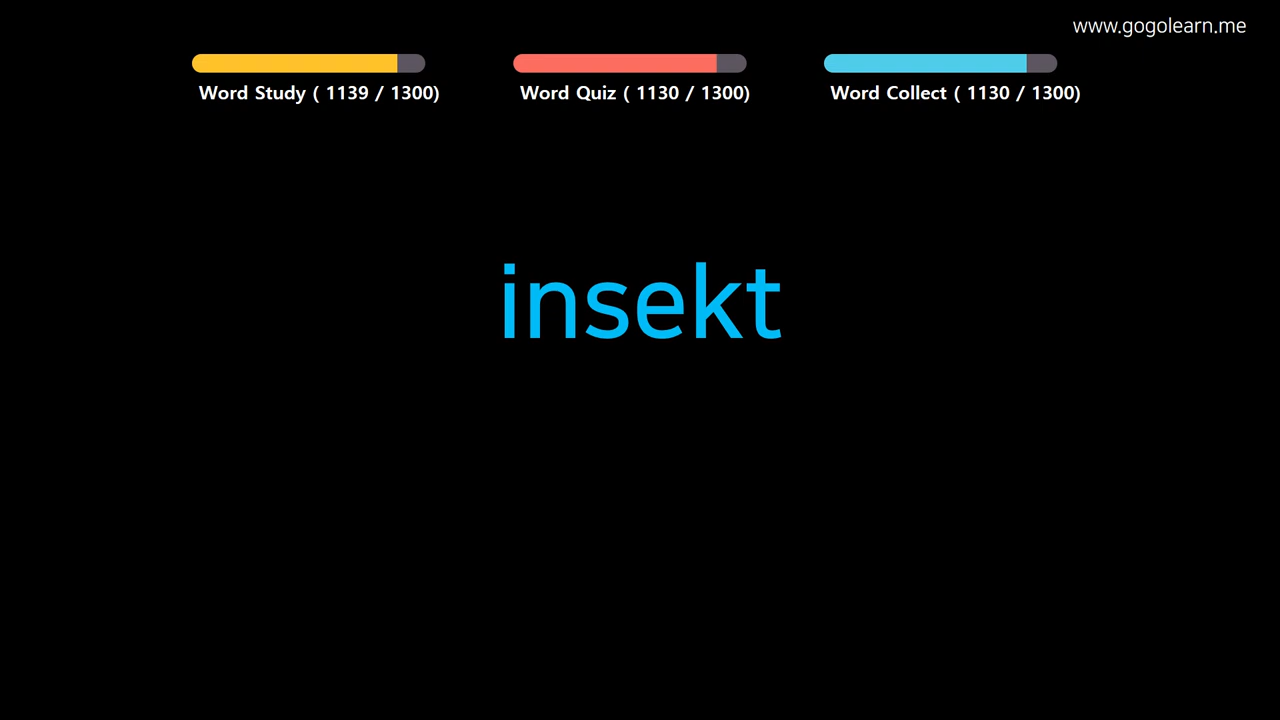 www.gogolearn.me
Word Study ( 1139 / 1300)
Word Quiz ( 1130 / 1300)
Word Collect ( 1130 / 1300)
insekt